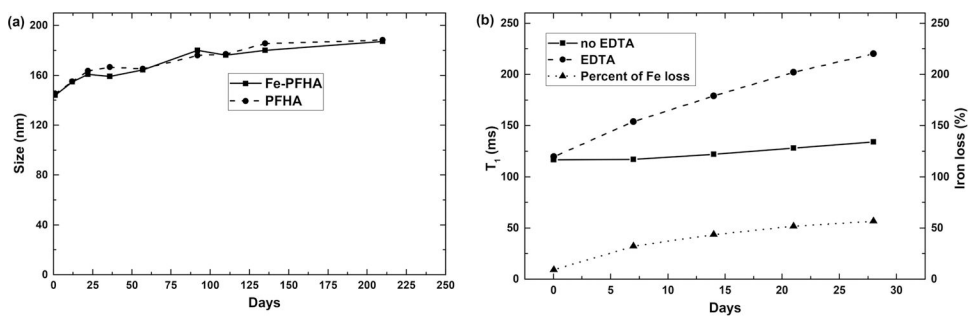 (a)
200
160
120
80
40
0
Size (nm)
0 25 50 75 100 125 150 175 200 225 250
Days
Fe-PFHA
PFHA
(b)
250
200
150
100
50
0
T1 (ms)
0 5 10 15 20 25 30
Days
no EDTA
EDTA
Percent of Fe loss
250
200
150
100
50
0
Iron loss (%)